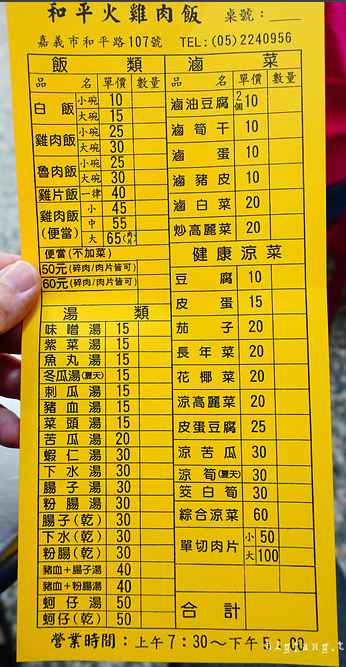 和平火雞肉飯 桌號：
嘉義市和平路107號 TEL:(05)2240956
飯 類
品 名 單價 數量
白飯 小碗 10
大碗 15
雞肉飯 小碗 25
大碗 30
魯肉飯 小碗 25
大碗 30
雞片飯 一律 40
雞肉飯(便當) 小 45
中 55
大 65(肉片)
便當(不加菜)
50元(碎肉/肉片皆可)
60元(碎肉/肉片皆可)
湯 類
味噌湯 15
紫菜湯 15
魚丸湯 15
冬瓜湯(夏天) 15
刺瓜湯 15
豬血湯 15
菜頭湯 15
苦瓜湯 20
蝦仁湯 30
下水湯 30
腸子湯 30
粉腸湯 30
腸子(乾) 30
下水(乾) 30
粉腸(乾) 30
豬血+腸子湯 40
豬血+粉腸湯 40
蚵仔湯 50
蚵仔(乾) 50
滷 菜
品 名 單價 數量
滷油豆腐 2個 10
滷筍干 10
滷蛋 10
滷豬皮 10
滷白菜 20
炒高麗菜 20
健康涼菜
豆腐 10
皮蛋 15
茄子 20
長年菜 20
花椰菜 20
涼高麗菜 20
皮蛋豆腐 25
涼苦瓜 30
涼筍(夏天) 30
筊白筍 30
綜合涼菜 60
單切肉片 小 50
大 100
合計
營業時間：上午7：30～下午5：00